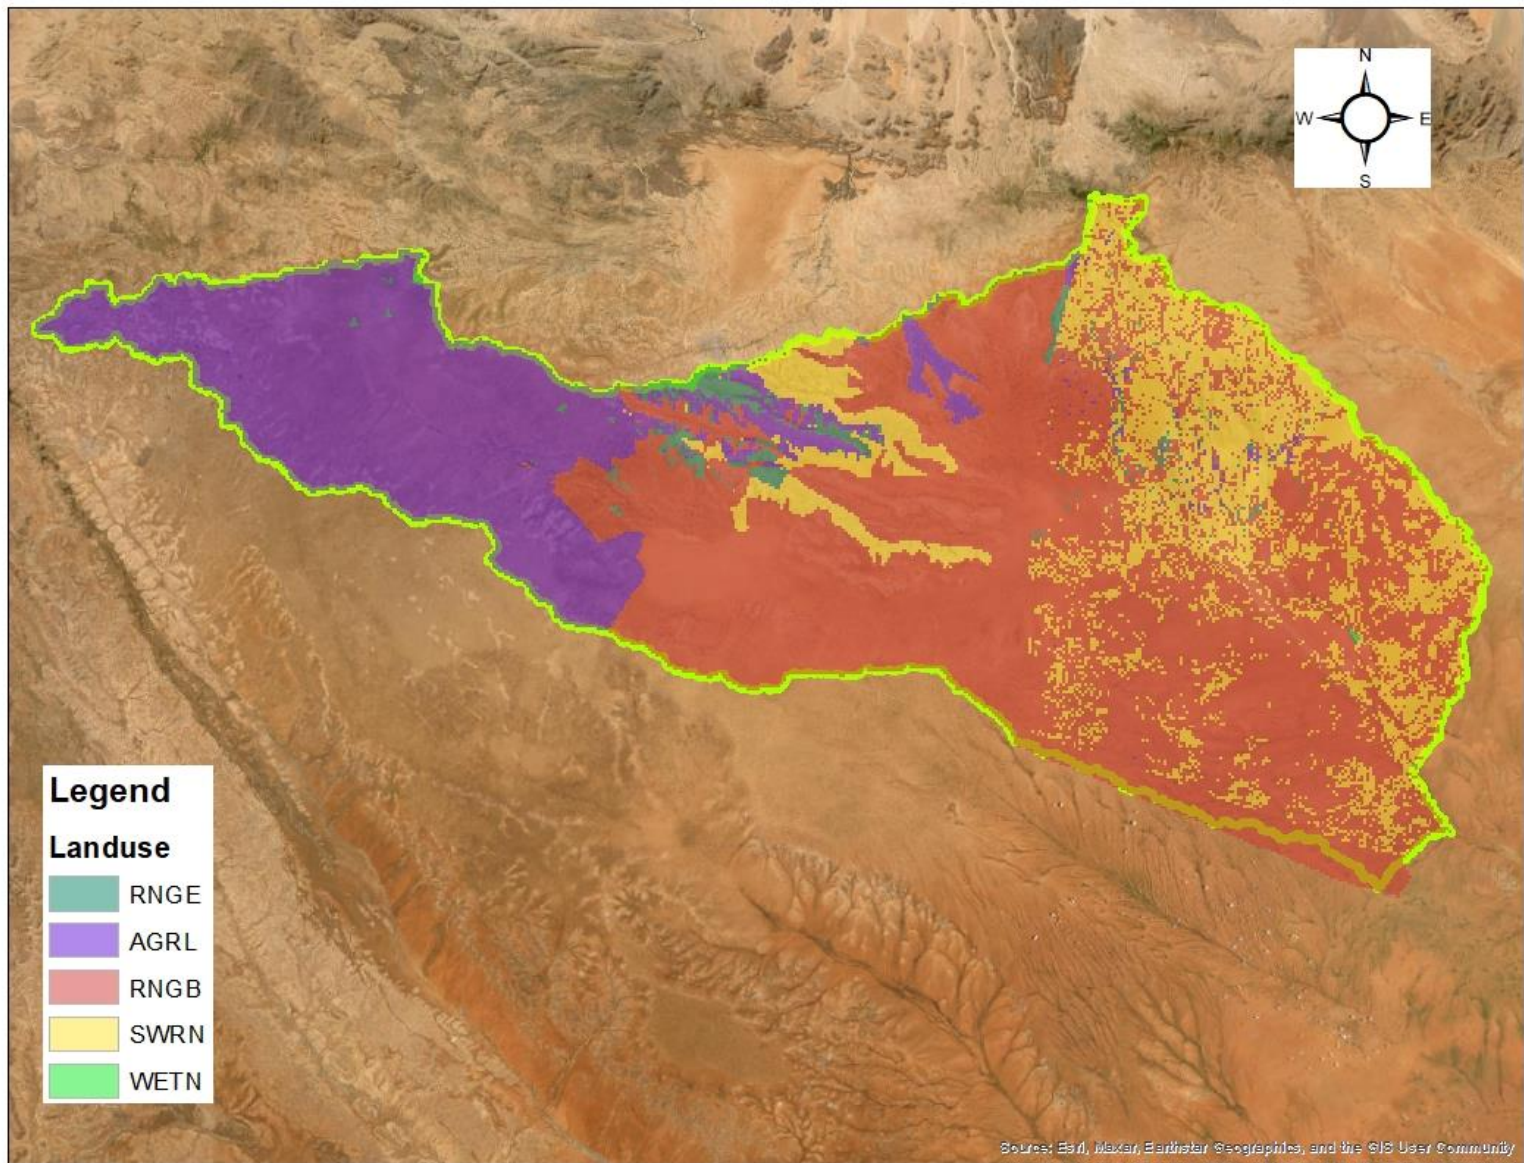 N
W E
S
Legend
Landuse
RNGE
AGRL
RNGB
SWRN
WETN
Source: Esri, Maxar, Earthstar Geographics, and the GIS User Community